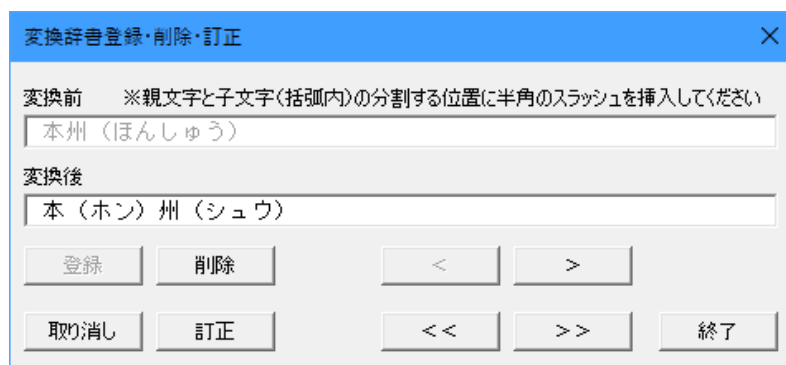 変換辞書登録・削除・訂正
変換前 ※親文字と子文字(括弧内)の分割する位置に半角のスラッシュを挿入してください
本州（ほんしゅう）
変換後
本（ホン）州（シュウ）
登録 削除 < >
取り消し 訂正 << >> 終了